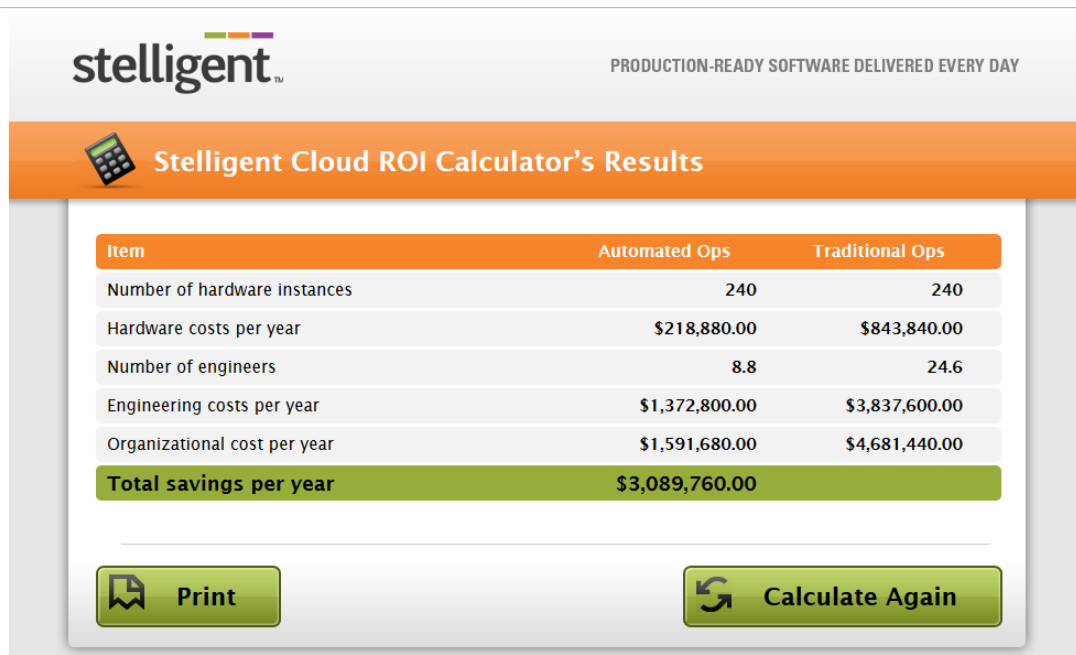 stelligent™
PRODUCTION-READY SOFTWARE DELIVERED EVERY DAY
Stelligent Cloud ROI Calculator’s Results
Item Automated Ops Traditional Ops
Number of hardware instances 240 240
Hardware costs per year $218,880.00 $843,840.00
Number of engineers 8.8 24.6
Engineering costs per year $1,372,800.00 $3,837,600.00
Organizational cost per year $1,591,680.00 $4,681,440.00
Total savings per year $3,089,760.00
Print
Calculate Again